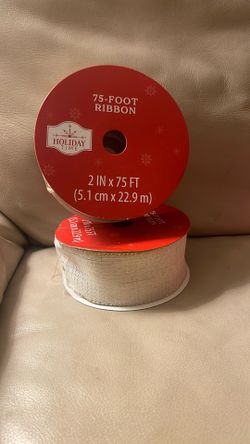 75-FOOT
RIBBON
HOLIDAY
TIME
2 IN x 75 FT
(5.1 cm x 22.9 m)